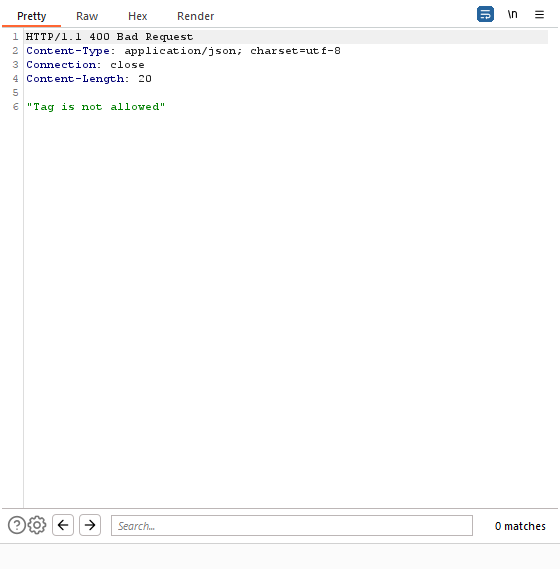 Pretty Raw Hex Render \n
1 HTTP/1.1 400 Bad Request
2 Content-Type: application/json; charset=utf-8
3 Connection: close
4 Content-Length: 20
5
6 "Tag is not allowed"
Search... 0 matches